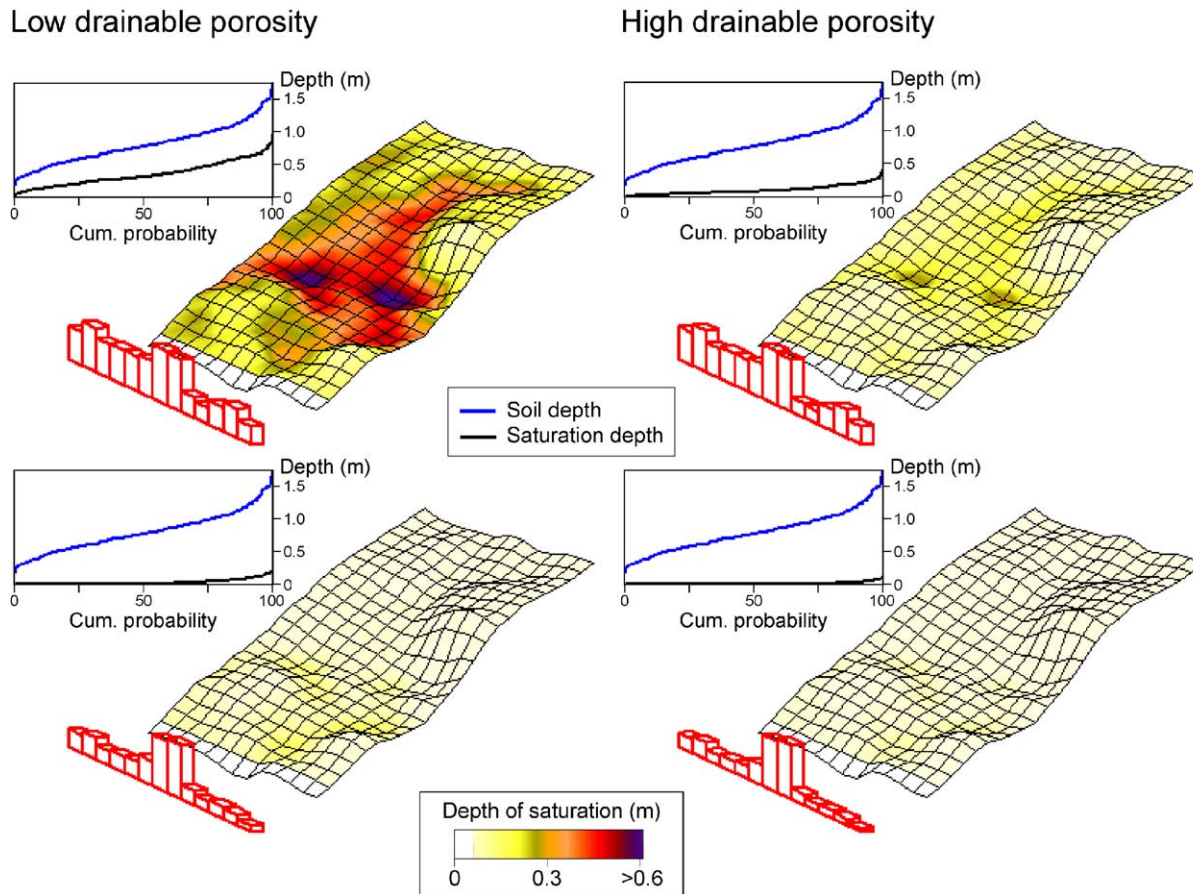 Low drainable porosity
High drainable porosity
Depth (m)
1.5
1.0
0.5
0
0 50 100
Cum. probability
Depth (m)
1.5
1.0
0.5
0
0 50 100
Cum. probability
Soil depth
Saturation depth
Depth (m)
1.5
1.0
0.5
0
0 50 100
Cum. probability
Depth (m)
1.5
1.0
0.5
0
0 50 100
Cum. probability
Depth of saturation (m)
0 0.3 >0.6